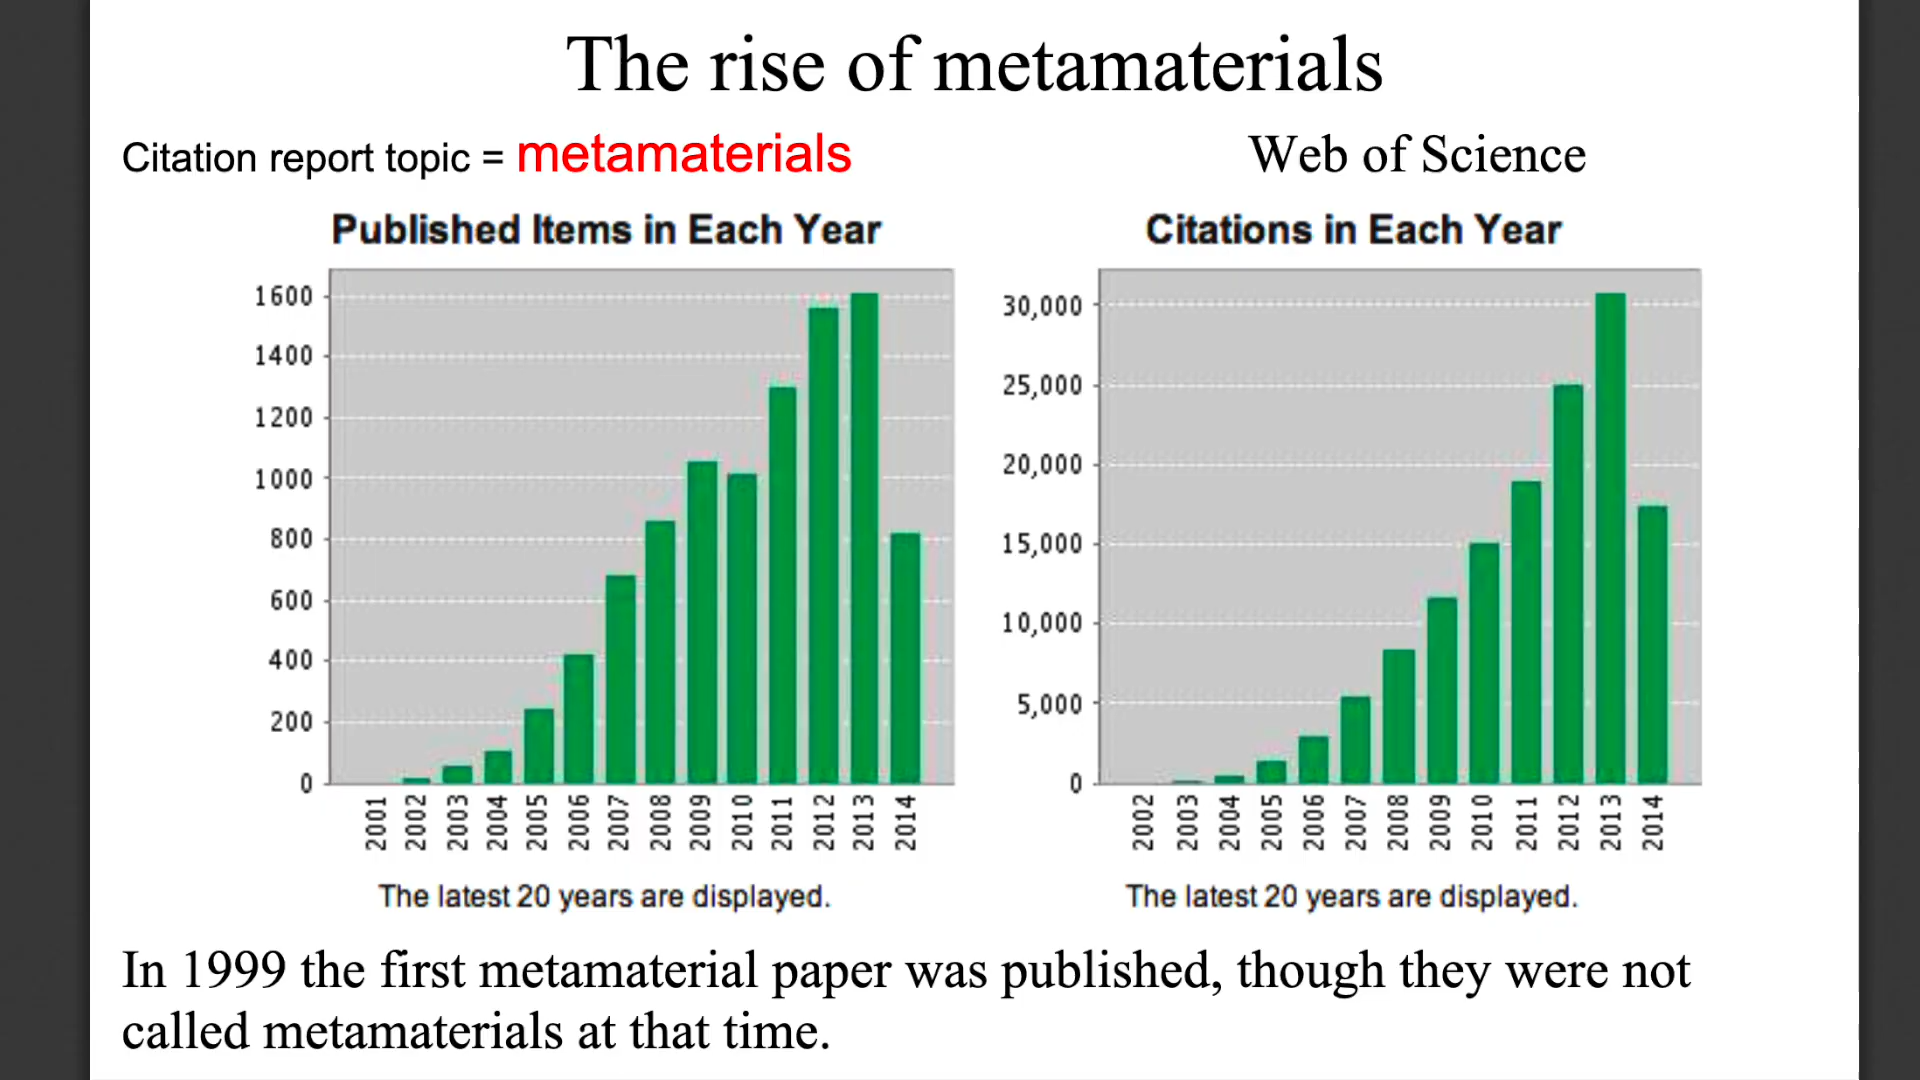 The rise of metamaterials
Citation report topic = metamaterials
Web of Science
Published Items in Each Year
1600
1400
1200
1000
800
600
400
200
0
2001 2002 2003 2004 2005 2006 2007 2008 2009 2010 2011 2012 2013 2014
The latest 20 years are displayed.
Citations in Each Year
30,000
25,000
20,000
15,000
10,000
5,000
0
2002 2003 2004 2005 2006 2007 2008 2009 2010 2011 2012 2013 2014
The latest 20 years are displayed.
In 1999 the first metamaterial paper was published, though they were not
called metamaterials at that time.